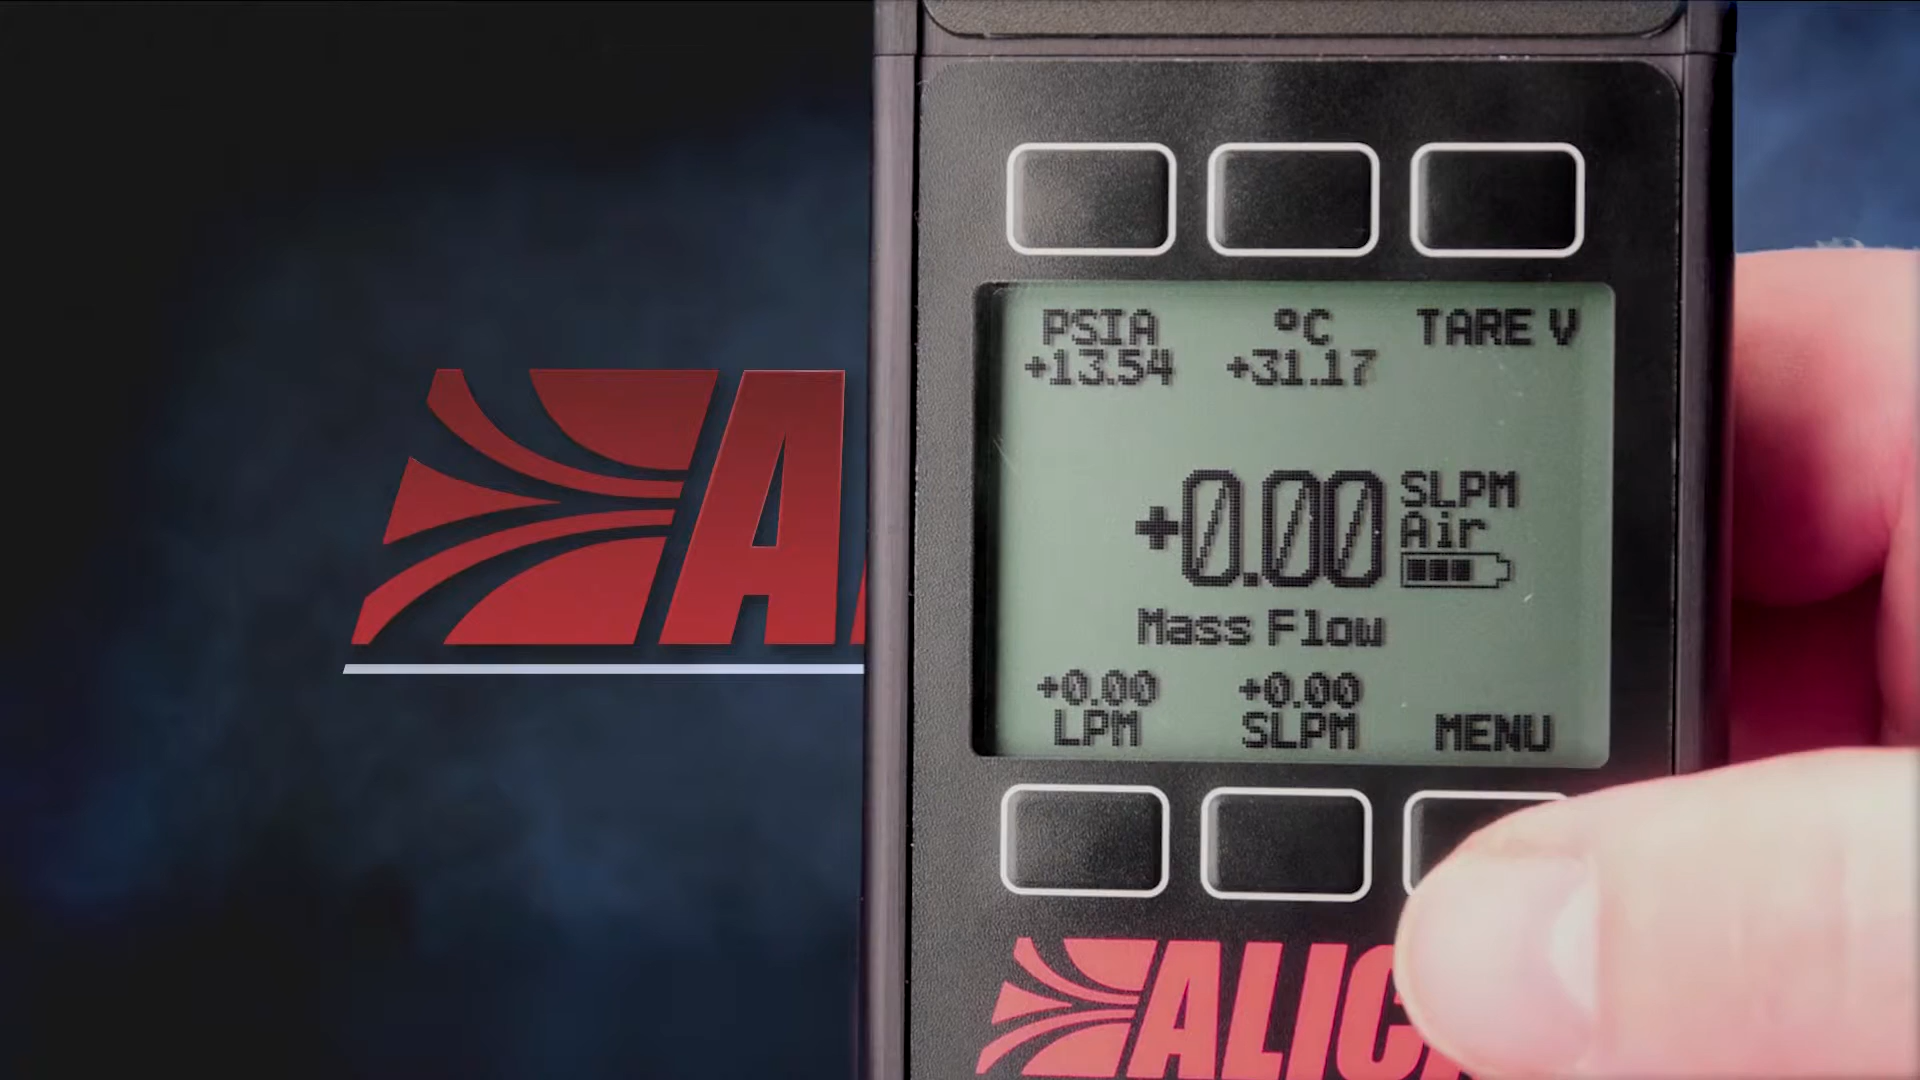 PSIA °C TARE V
+13.54 +31.17
+0.00 SLPM
Air
Mass Flow
+0.00 +0.00
LPM SLPM MENU
ALIC